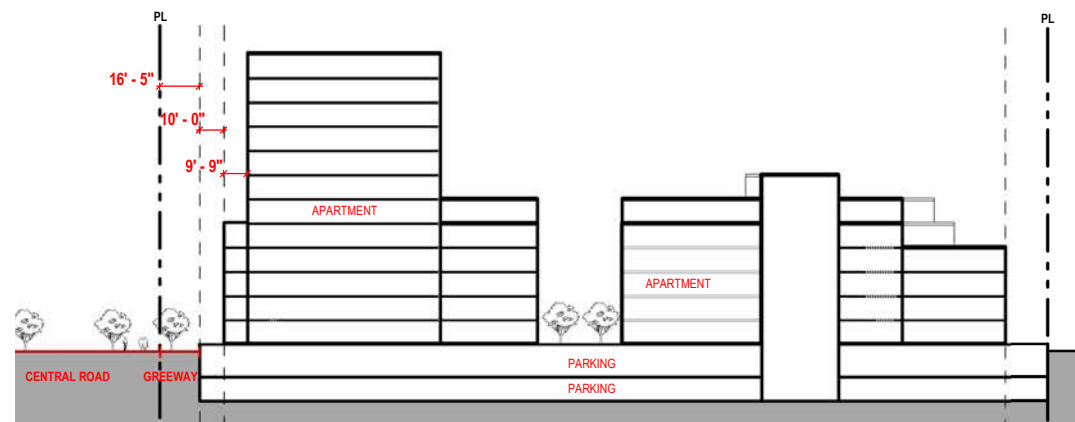 PL
PL
16' - 5"
10' - 0"
9' - 9"
APARTMENT
APARTMENT
PARKING
CENTRAL ROAD
GREEWAY
PARKING